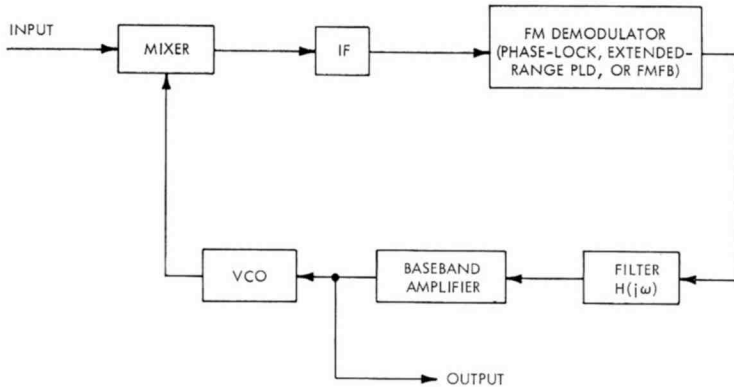 INPUT
MIXER
IF
FM DEMODULATOR
(PHASE-LOCK, EXTENDED-
RANGE PLD, OR FMFB)
VCO
BASEBAND
AMPLIFIER
FILTER
H(jω)
OUTPUT